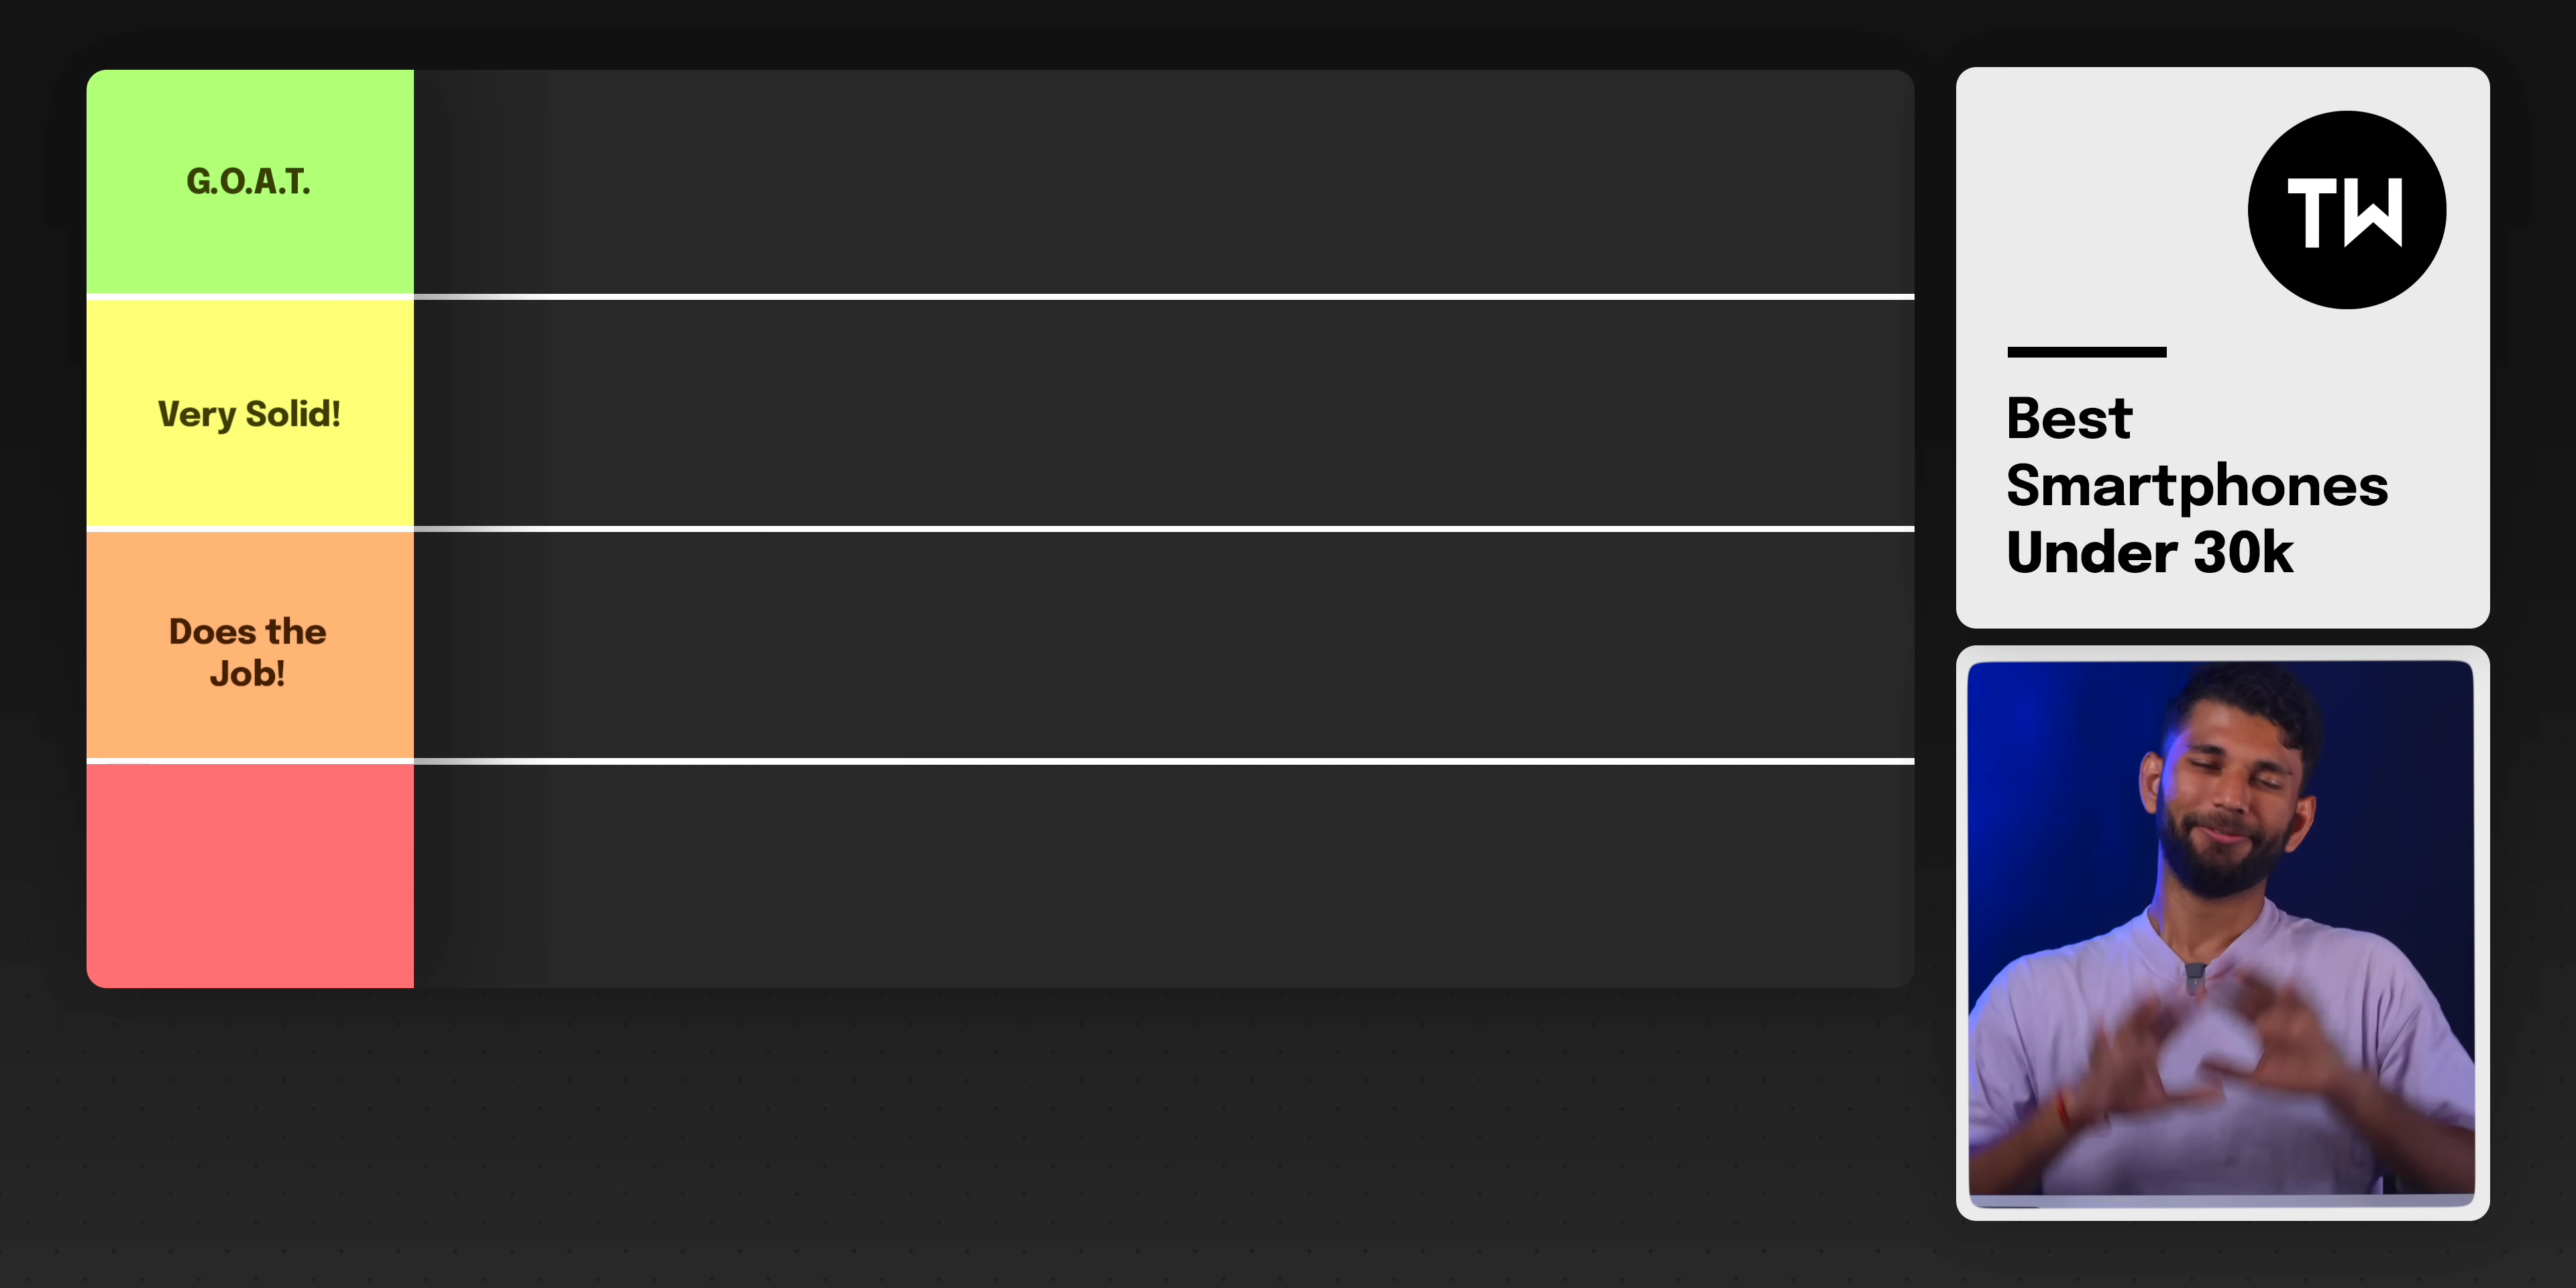 G.O.A.T.
Very Solid!
Does the
Job!
TW
Best
Smartphones
Under 30k